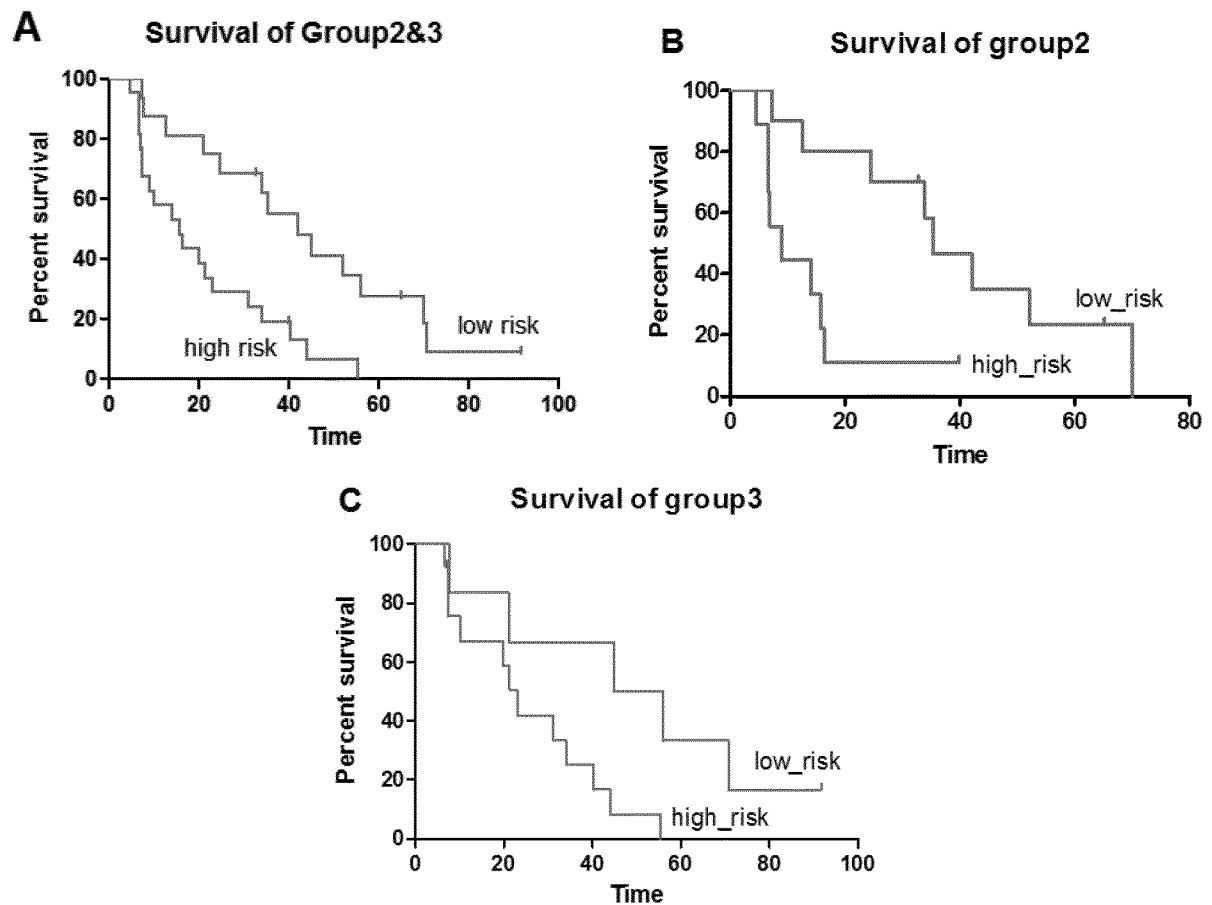 A
Survival of Group2&3
Percent survival
100
80
60
40
20
0
low risk
high risk
0 20 40 60 80 100
Time
B
Survival of group2
Percent survival
100
80
60
40
20
0
low_risk
high_risk
0 20 40 60 80
Time
C
Survival of group3
Percent survival
100
80
60
40
20
0
low_risk
high_risk
0 20 40 60 80 100
Time